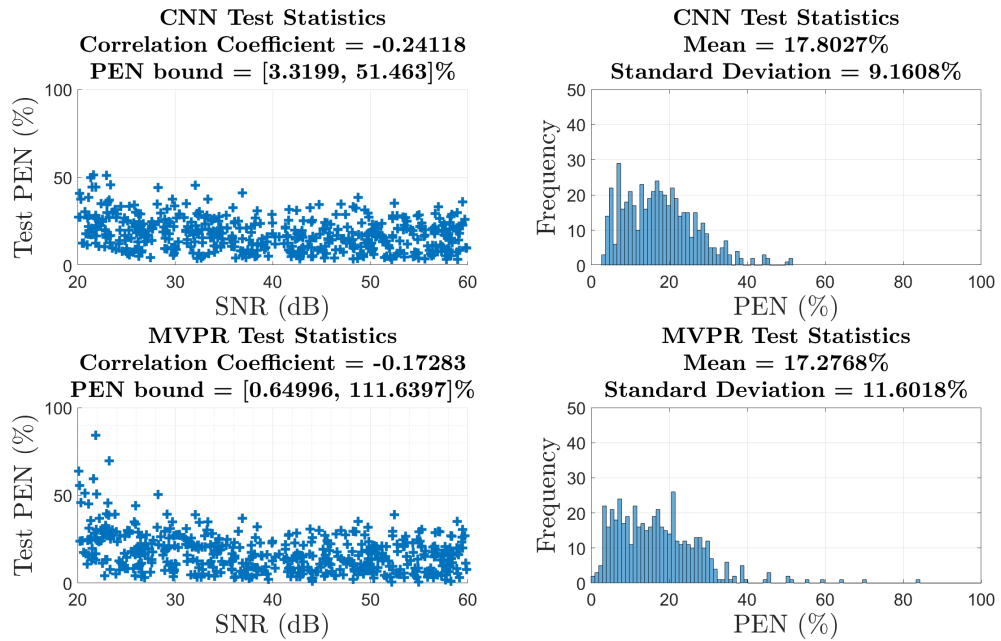 CNN Test Statistics
Correlation Coefficient = -0.24118
PEN bound = [3.3199, 51.463]%
100
50
0
Test PEN (%)
20
30
40
50
60
SNR (dB)
CNN Test Statistics
Mean = 17.8027%
Standard Deviation = 9.1608%
50
40
30
20
10
0
Frequency
0
20
40
60
80
100
PEN (%)
MVPR Test Statistics
Correlation Coefficient = -0.17283
PEN bound = [0.64996, 111.6397]%
100
50
0
Test PEN (%)
20
30
40
50
60
SNR (dB)
MVPR Test Statistics
Mean = 17.2768%
Standard Deviation = 11.6018%
50
40
30
20
10
0
Frequency
0
20
40
60
80
100
PEN (%)